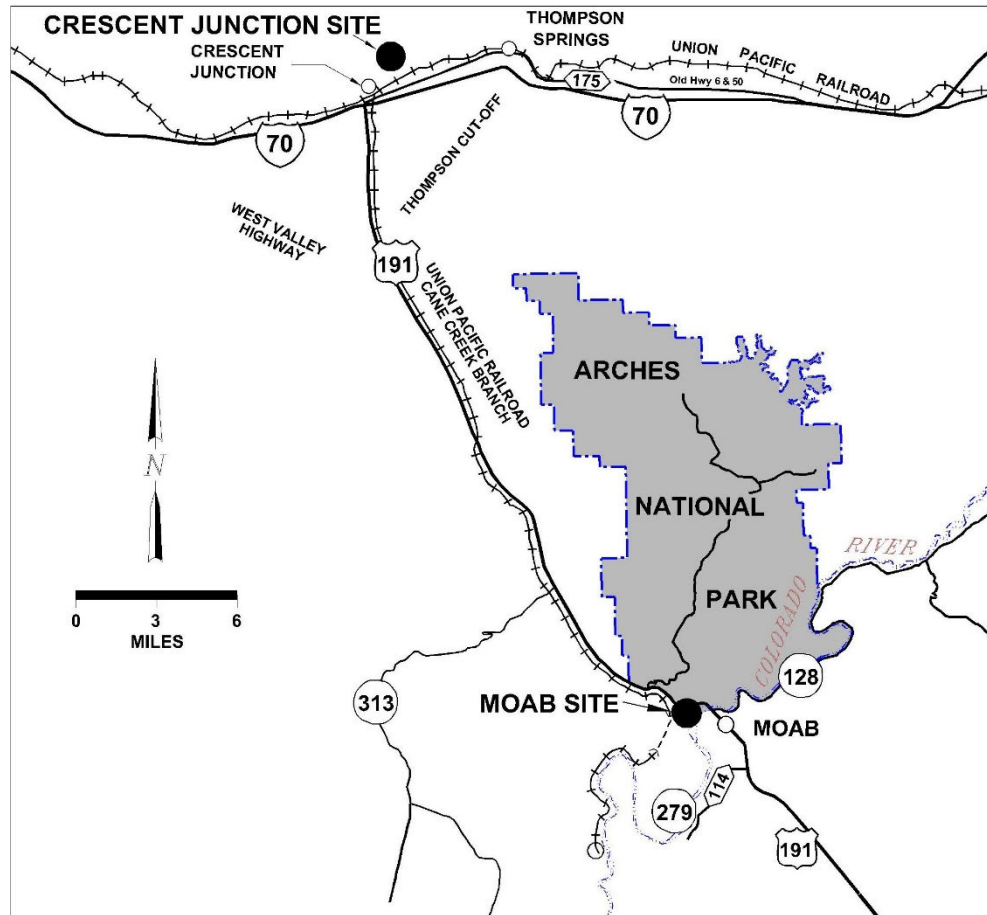 CRESCENT JUNCTION SITE
CRESCENT
JUNCTION
THOMPSON
SPRINGS
UNION PACIFIC RAILROAD
175
Old Hwy 6 & 50
70
70
THOMPSON CUT-OFF
WEST VALLEY
HIGHWAY
191
UNION PACIFIC RAILROAD
CANE CREEK BRANCH
ARCHES
NATIONAL
PARK
N
0 3 6
MILES
COLORADO
RIVER
128
313
MOAB SITE
MOAB
279
114
191